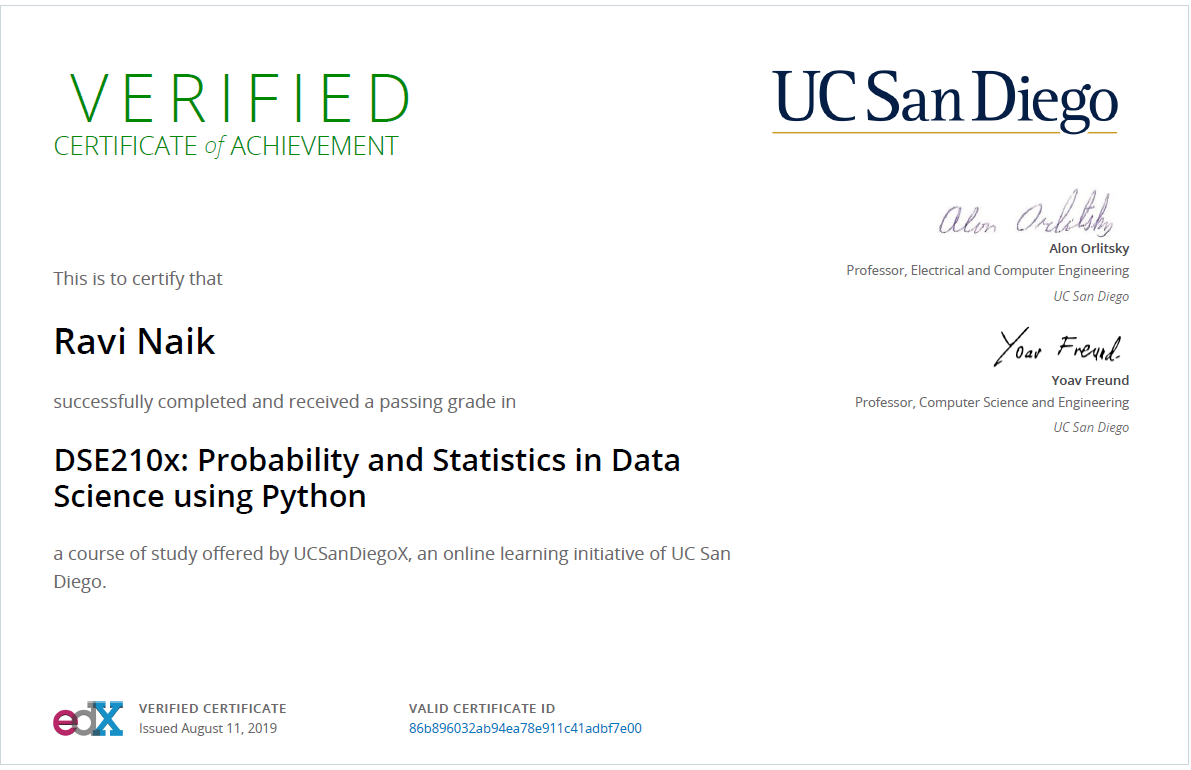 VERIFIED
CERTIFICATE of ACHIEVEMENT
UC San Diego
Alon Orlitsky
Alon Orlitsky
Professor, Electrical and Computer Engineering
UC San Diego
Yoav Freund.
Yoav Freund
Professor, Computer Science and Engineering
UC San Diego
This is to certify that
Ravi Naik
successfully completed and received a passing grade in
DSE210x: Probability and Statistics in Data
Science using Python
a course of study offered by UCSanDiegoX, an online learning initiative of UC San
Diego.
edX
VERIFIED CERTIFICATE
Issued August 11, 2019
VALID CERTIFICATE ID
86b896032ab94ea78e911c41adbf7e00